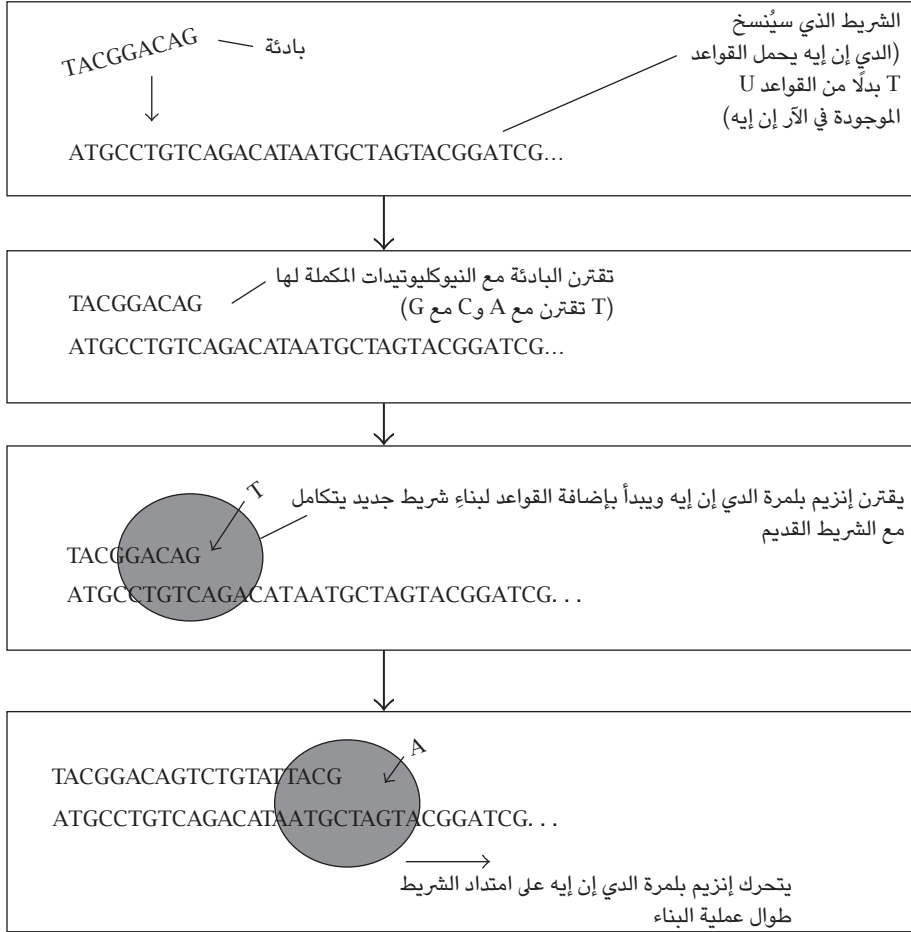 الشريط الذي سيُنسخ
(الدي إن إيه يحمل القواعد
T بدلًا من القواعد U
الموجودة في الآر إن إيه)
بادئة
TACGGACAG
ATGCCTGTCAGACATAATGCTAGTACGGATCG...
تقترن البادئة مع النيوكليوتيدات المكملة لها
(T تقترن مع A وC مع G)
TACGGACAG
ATGCCTGTCAGACATAATGCTAGTACGGATCG...
يقترن إنزيم بلمرة الدي إن إيه ويبدأ بإضافة القواعد لبناءِ شريط جديد يتكامل
مع الشريط القديم
T
TACGGACAG
ATGCCTGTCAGACATAATGCTAGTACGGATCG. . .
A
TACGGACAGTCTGTATTACG
ATGCCTGTCAGACATAATGCTAGTACGGATCG. . .
يتحرك إنزيم بلمرة الدي إن إيه على امتداد الشريط
طوال عملية البناء